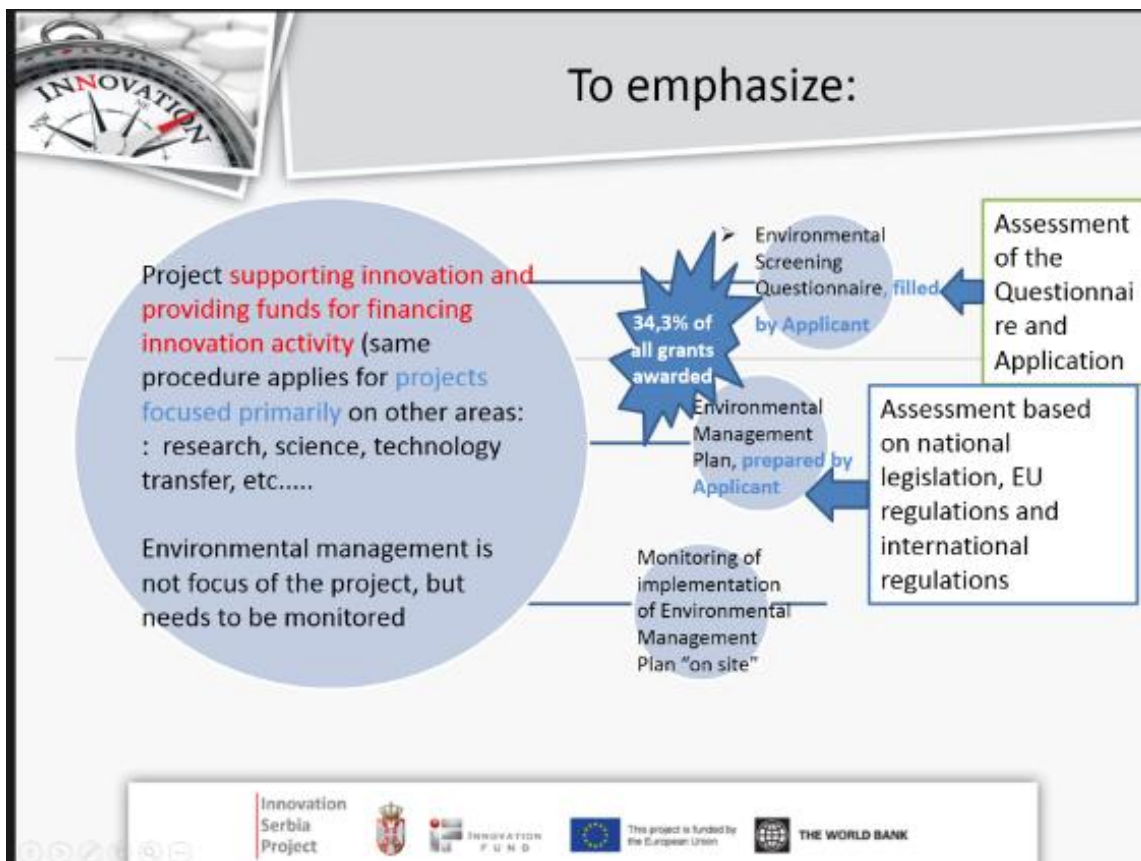 INNOVATION
To emphasize:
Project supporting innovation and
providing funds for financing
innovation activity (same
procedure applies for projects
focused primarily on other areas:
: research, science, technology
transfer, etc.....
Environmental management is
not focus of the project, but
needs to be monitored
34,3% of
all grants
awarded
➢ Environmental
Screening
Questionnaire, filled
by Applicant
Environmental
Management
Plan, prepared by
Applicant
Monitoring of
implementation
of Environmental
Management
Plan “on site”
Assessment
of the
Questionnai
re and
Application
Assessment based
on national
legislation, EU
regulations and
international
regulations
Innovation
Serbia
Project
INNOVATION
FUND
This project is funded by
the European Union
THE WORLD BANK